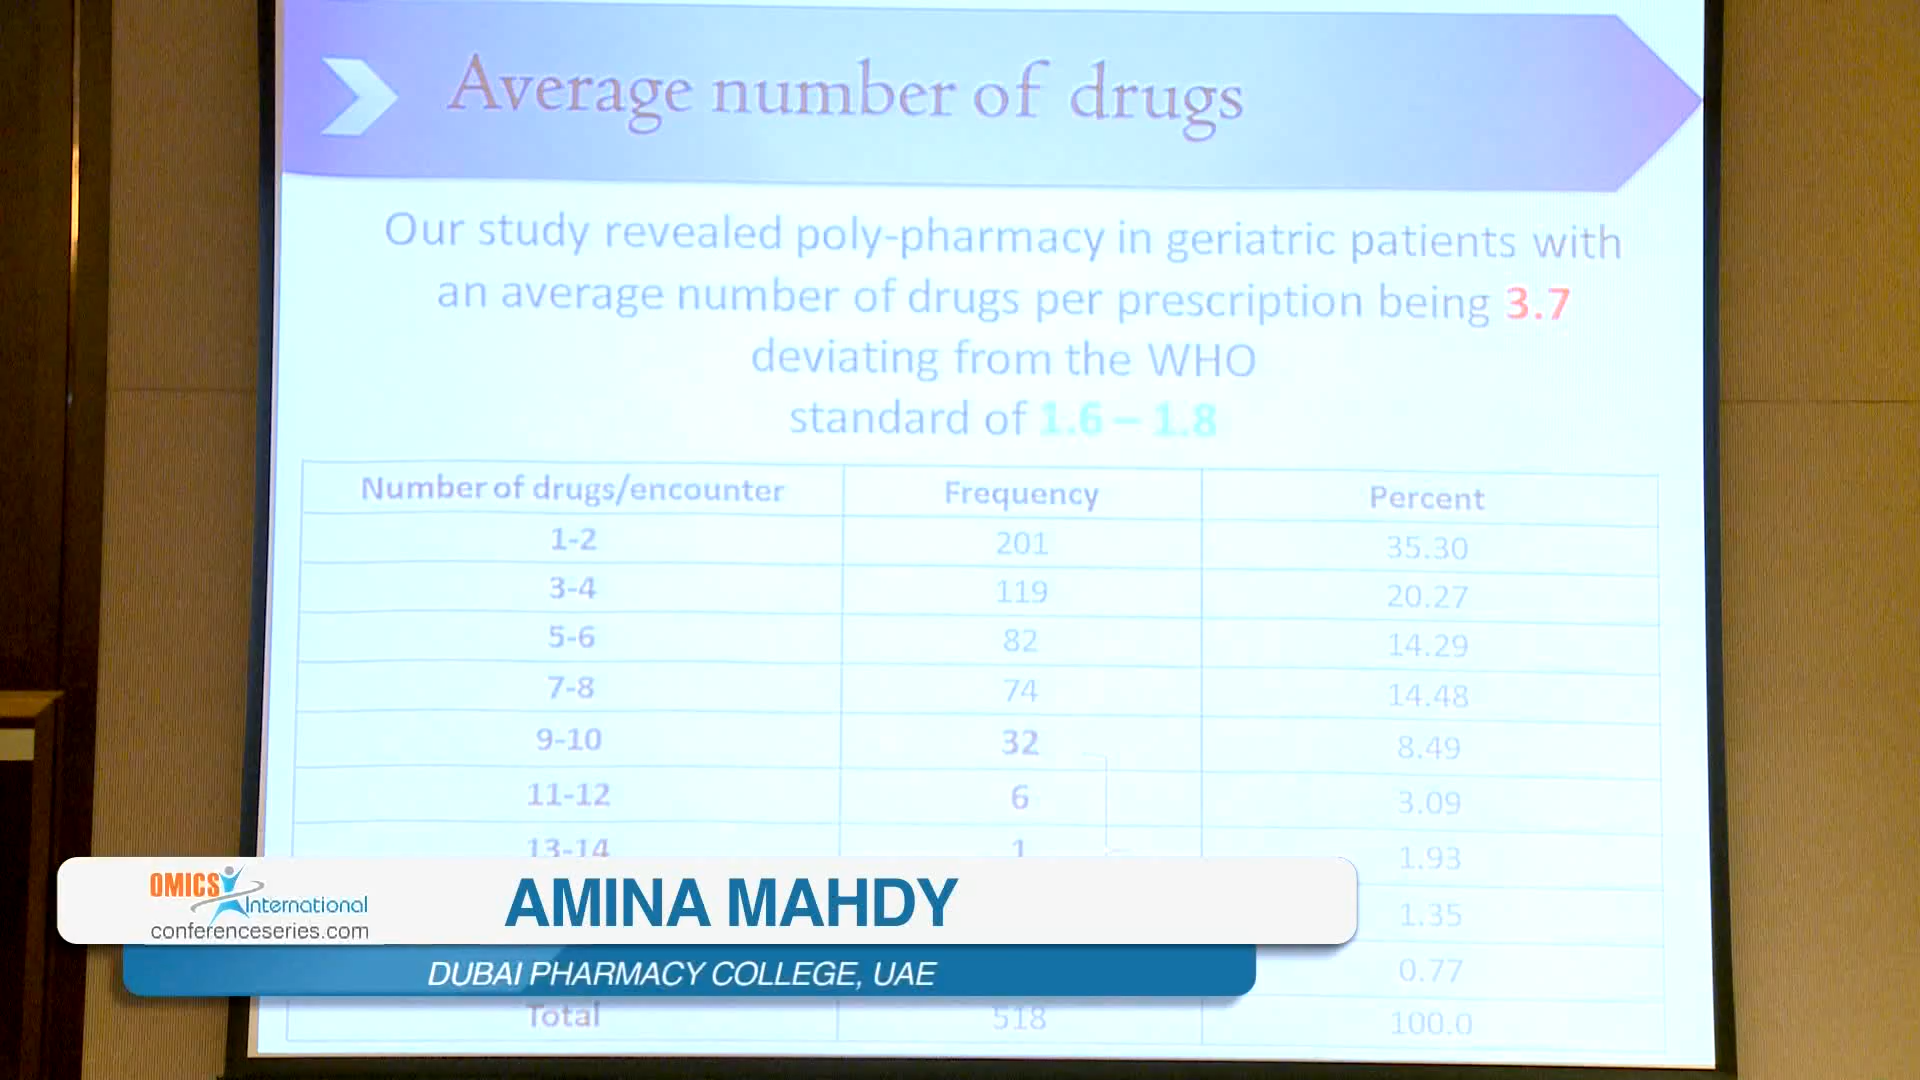 Average number of drugs
Our study revealed poly-pharmacy in geriatric patients with
an average number of drugs per prescription being 3.7
deviating from the WHO
standard of 1.6 – 1.8
Number of drugs/encounter Frequency Percent
1-2 201 35.30
3-4 119 20.27
5-6 82 14.29
7-8 74 14.48
9-10 32 8.49
11-12 6 3.09
13-14 1 1.93
1.35
0.77
Total 518 100.0
OMICS
International
conferenceseries.com
AMINA MAHDY
DUBAI PHARMACY COLLEGE, UAE